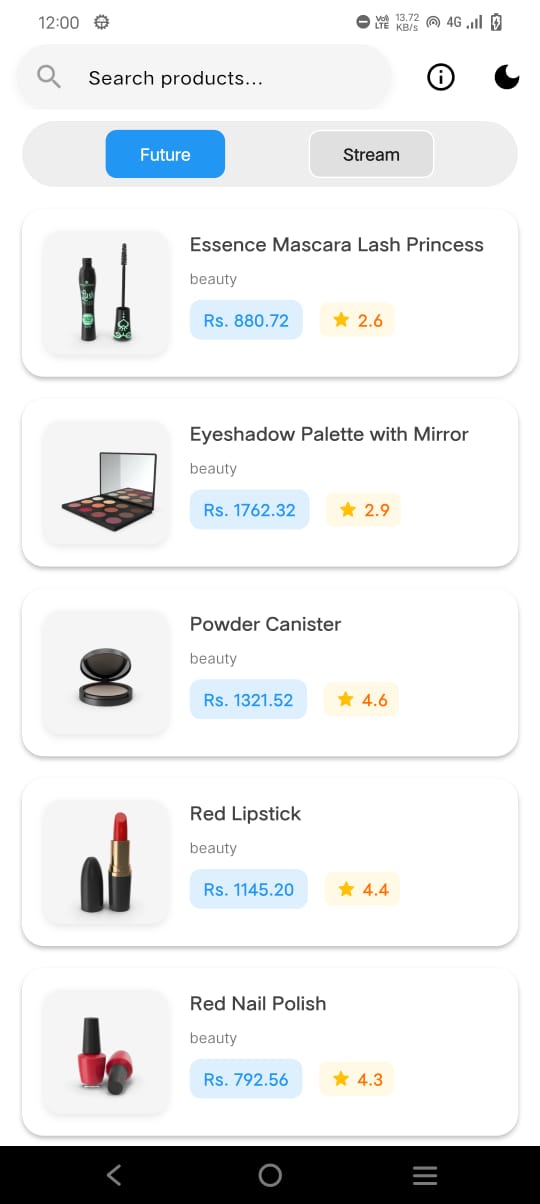 12:00
Vo) LTE 13.72 KB/s 4G
Search products...
Future
Stream
Essence Mascara Lash Princess
beauty
Rs. 880.72
2.6
Eyeshadow Palette with Mirror
beauty
Rs. 1762.32
2.9
Powder Canister
beauty
Rs. 1321.52
4.6
Red Lipstick
beauty
Rs. 1145.20
4.4
Red Nail Polish
beauty
Rs. 792.56
4.3